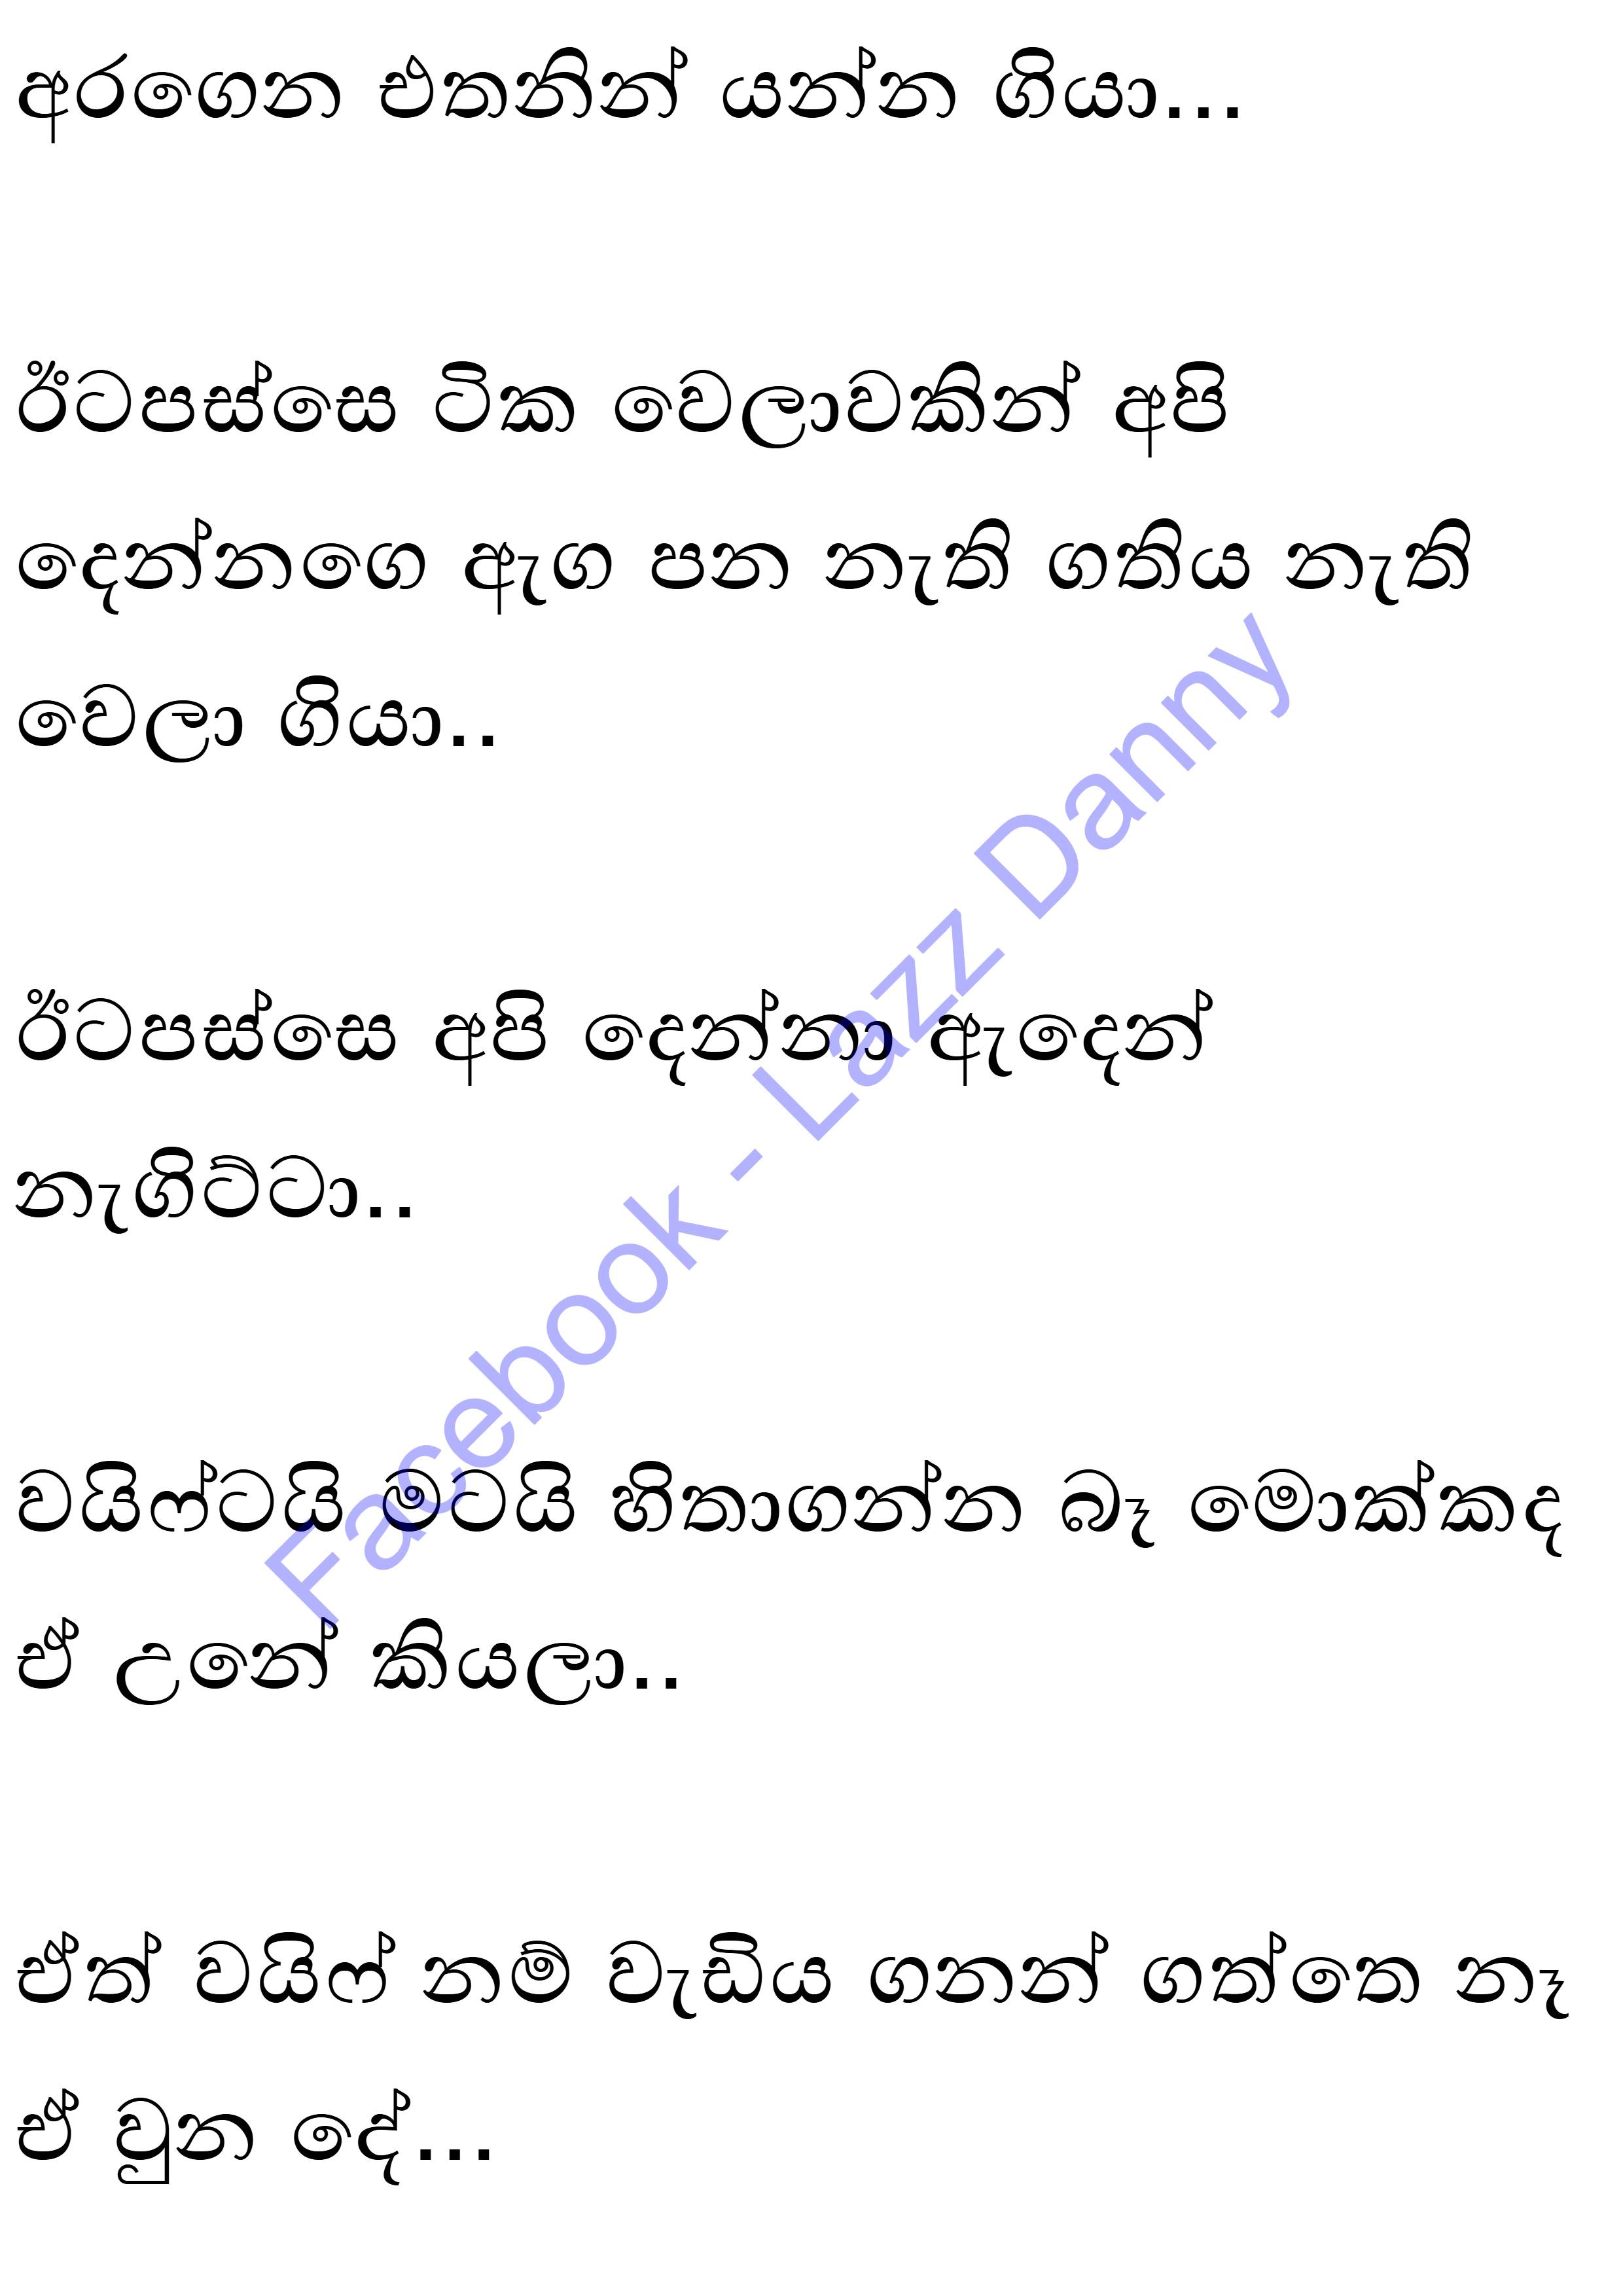 අරගෙන එතනින් යන්න ගියා...
ඊටපස්සෙ ටික වෙලාවකින් අපි
දෙන්නගෙ ඇග පන නැති ගතිය නැති
වෙලා ගියා..
ඊටපස්සෙ අපි දෙන්නා ඇදෙන්
නැගිට්ටා..
වයිෆ්ටයි මටයි හිතාගන්න බෑ මොක්කද
ඒ උනේ කියලා..
ඒත් වයිෆ් නම් වැඩිය ගනන් ගත්තෙ නෑ
ඒ වුන දේ...
Facebook - Lazz Danny